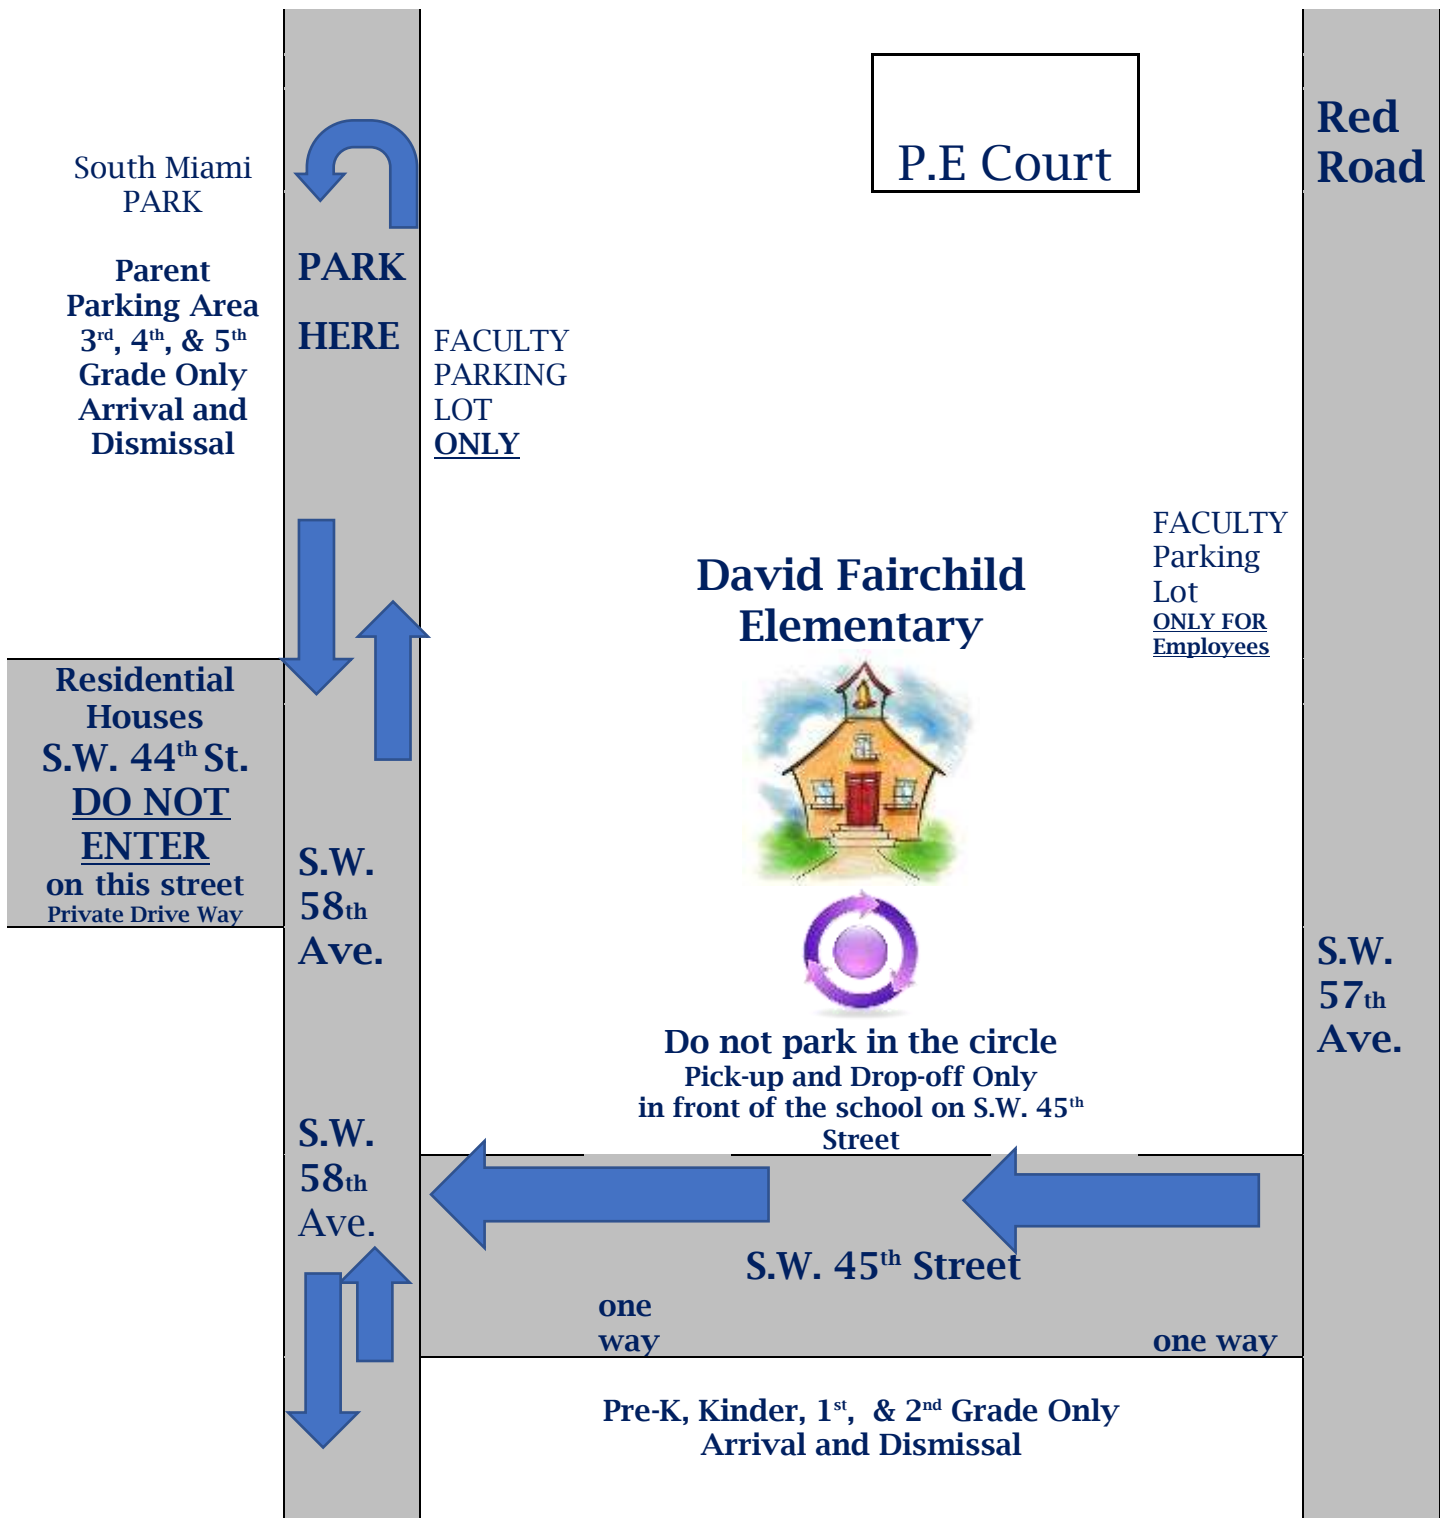 P.E Court
Red
Road
South Miami
PARK
Parent
Parking Area
3rd, 4th, & 5th
Grade Only
Arrival and
Dismissal
PARK
HERE
FACULTY
PARKING
LOT
ONLY
FACULTY
Parking
Lot
ONLY FOR
Employees
David Fairchild
Elementary
Residential
Houses
S.W. 44th St.
DO NOT
ENTER
on this street
Private Drive Way
S.W.
58th
Ave.
S.W.
57th
Ave.
Do not park in the circle
Pick-up and Drop-off Only
in front of the school on S.W. 45th
Street
S.W.
58th
Ave.
S.W. 45th Street
one
way
one way
Pre-K, Kinder, 1st, & 2nd Grade Only
Arrival and Dismissal